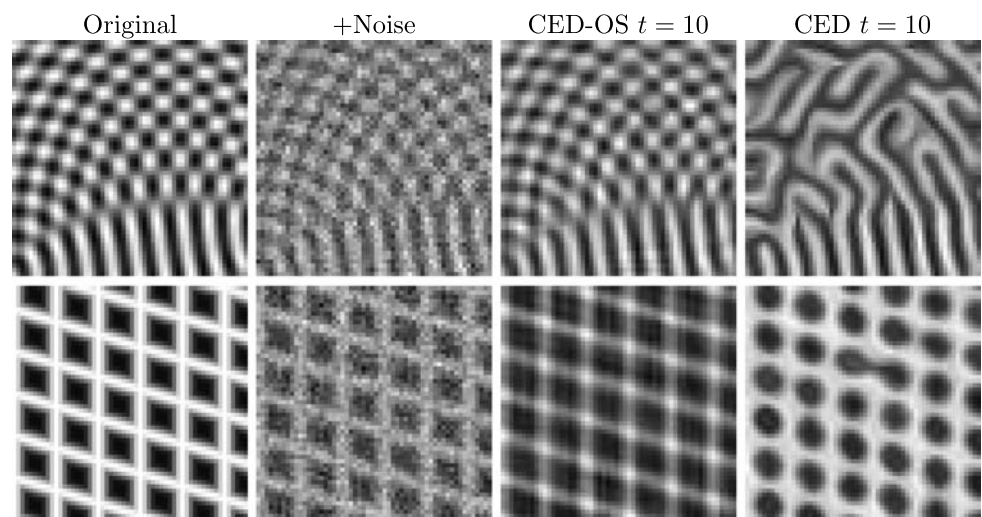 Original +Noise CED-OS t = 10 CED t = 10